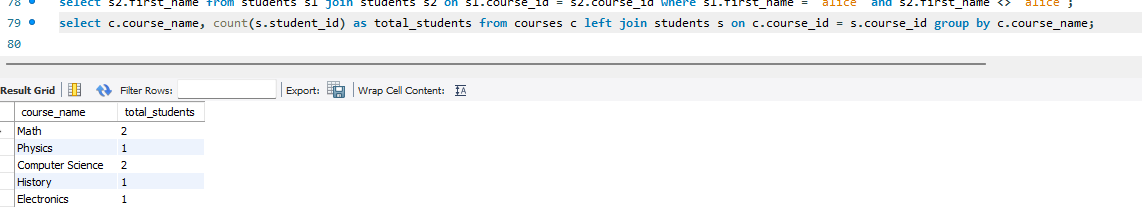 78 select s2.first_name from students s1 join students s2 on s1.course_id = s2.course_id where s1.first_name = 'alice' and s2.first_name <> 'alice';
79 select c.course_name, count(s.student_id) as total_students from courses c left join students s on c.course_id = s.course_id group by c.course_name;
80
Result Grid Filter Rows: Export: Wrap Cell Content: IA
course_name total_students
Math 2
Physics 1
Computer Science 2
History 1
Electronics 1